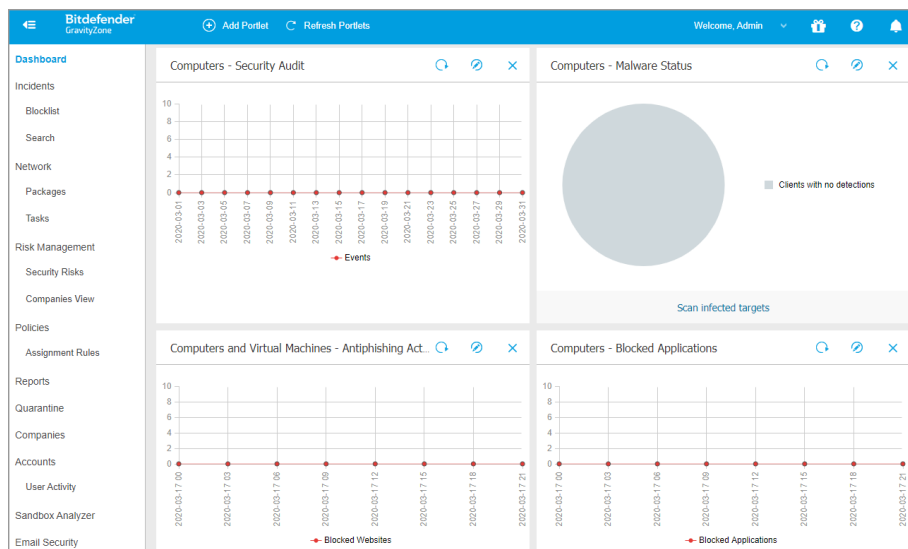 Bitdefender
GravityZone
Add Portlet
Refresh Portlets
Welcome, Admin
Dashboard
Incidents
Blocklist
Search
Network
Packages
Tasks
Risk Management
Security Risks
Companies View
Policies
Assignment Rules
Reports
Quarantine
Companies
Accounts
User Activity
Sandbox Analyzer
Email Security
Computers - Security Audit
10
8
6
4
2
0
2020-03-01
2020-03-03
2020-03-05
2020-03-07
2020-03-09
2020-03-11
2020-03-13
2020-03-15
2020-03-17
2020-03-19
2020-03-21
2020-03-23
2020-03-25
2020-03-27
2020-03-29
2020-03-31
Events
Computers - Malware Status
Clients with no detections
Scan infected targets
Computers and Virtual Machines - Antiphishing Act...
10
8
6
4
2
0
2020-03-17 00
2020-03-17 03
2020-03-17 06
2020-03-17 09
2020-03-17 12
2020-03-17 15
2020-03-17 18
2020-03-17 21
Blocked Websites
Computers - Blocked Applications
10
8
6
4
2
0
2020-03-17 00
2020-03-17 03
2020-03-17 06
2020-03-17 09
2020-03-17 12
2020-03-17 15
2020-03-17 18
2020-03-17 21
Blocked Applications